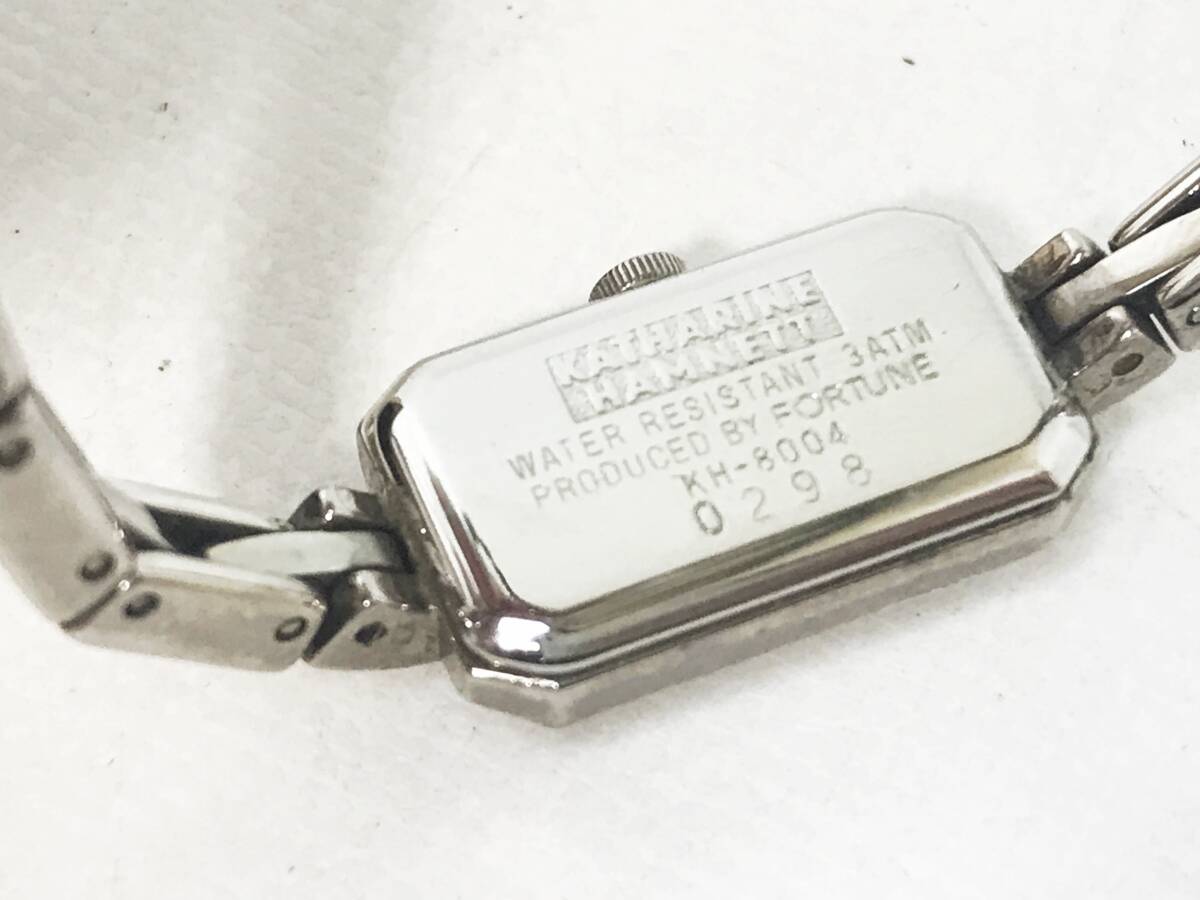 KATHARINE
HAMNETT
WATER RESISTANT 3ATM
PRODUCED BY FORTUNE
KH-8004
0298